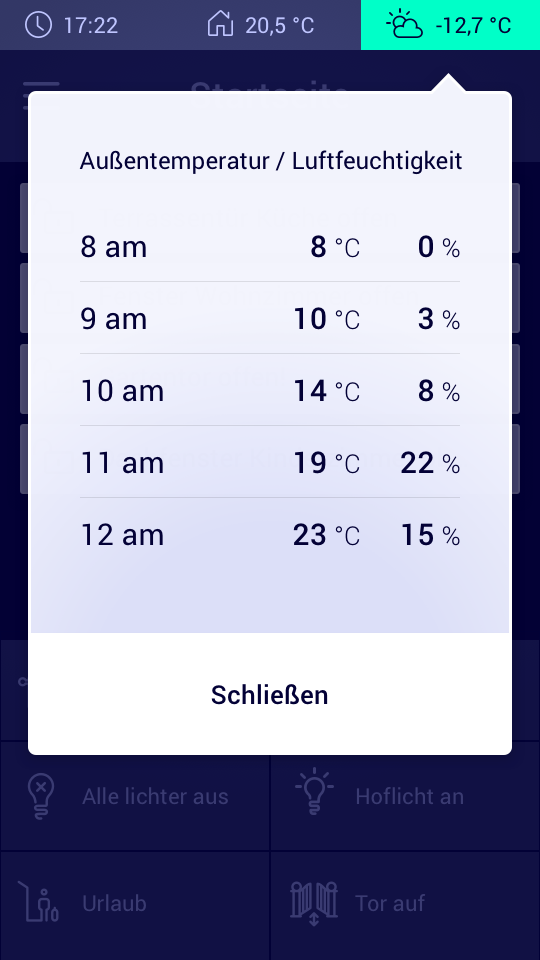 17:22 20,5 °C -12,7 °C
Startseite
Außentemperatur / Luftfeuchtigkeit
8 am 8 °C 0 %
9 am 10 °C 3 %
10 am 14 °C 8 %
11 am 19 °C 22 %
12 am 23 °C 15 %
Schließen
Alle lichter aus Hoflicht an
Urlaub Tor auf